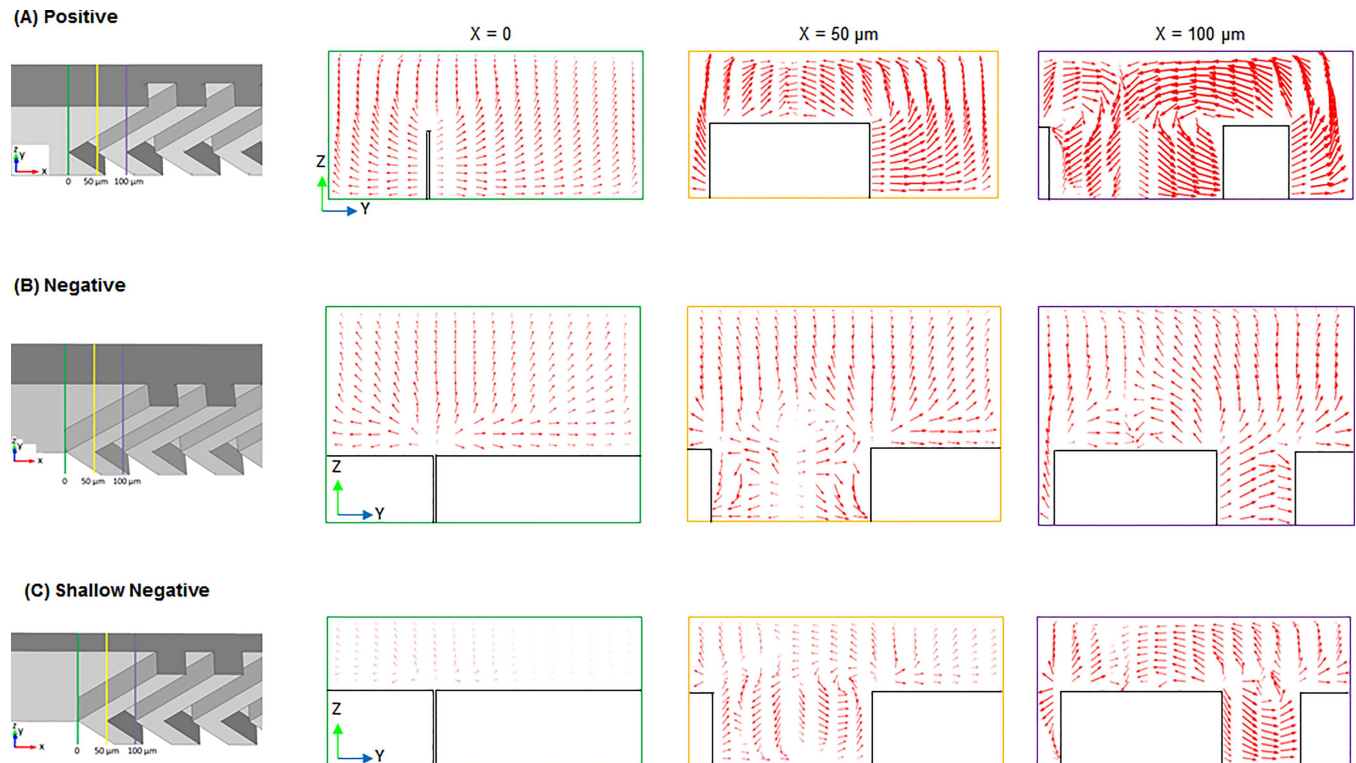 (A) Positive
X = 0
X = 50 µm
X = 100 µm
z
y
x
0
50 µm
100 µm
Z
Y
(B) Negative
z
y
x
0
50 µm
100 µm
Z
Y
(C) Shallow Negative
z
y
x
0
50 µm
100 µm
Z
Y